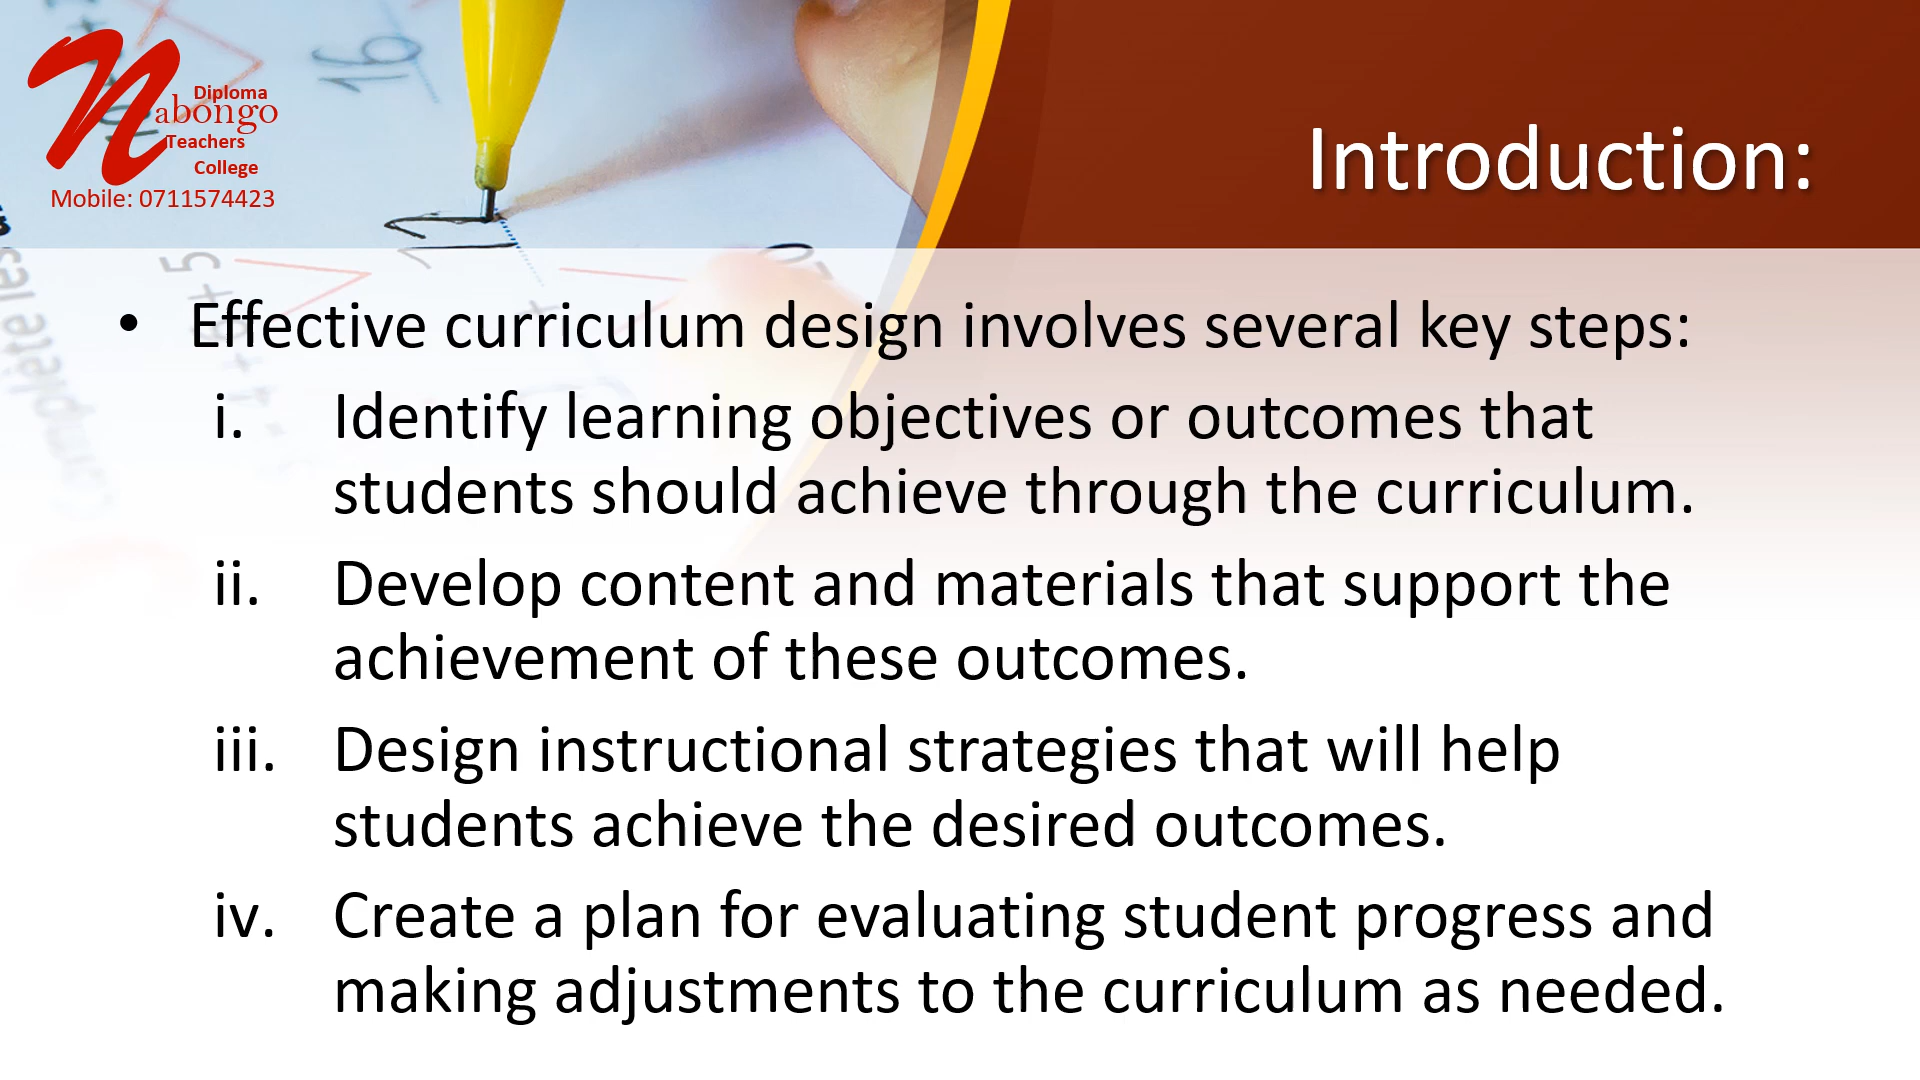 Diploma
Nabongo
Teachers
College
Mobile: 0711574423
16
Introduction:
• Effective curriculum design involves several key steps:
i. Identify learning objectives or outcomes that
students should achieve through the curriculum.
ii. Develop content and materials that support the
achievement of these outcomes.
iii. Design instructional strategies that will help
students achieve the desired outcomes.
iv. Create a plan for evaluating student progress and
making adjustments to the curriculum as needed.